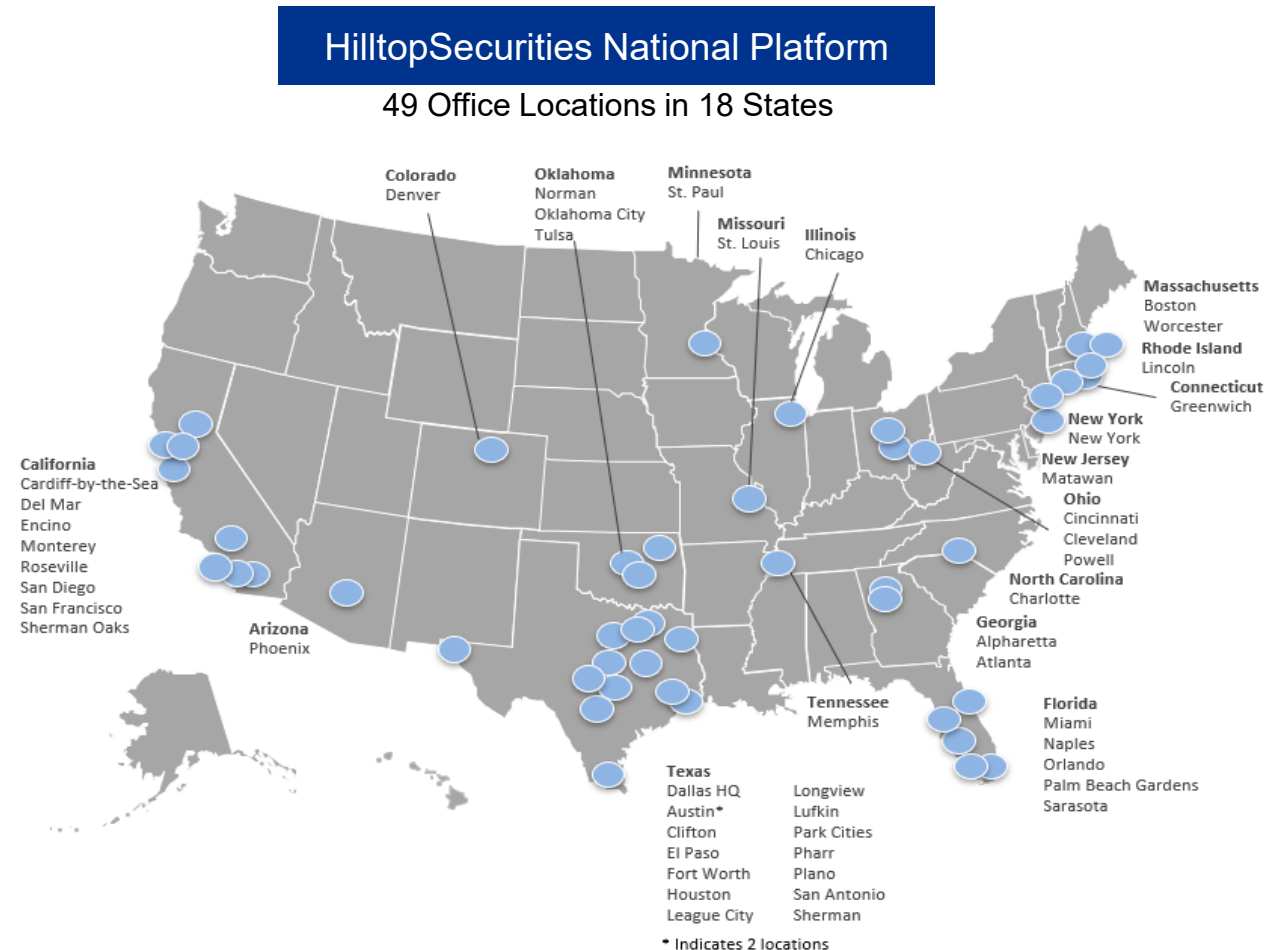 HilltopSecurities National Platform
49 Office Locations in 18 States
Colorado
Denver
Oklahoma
Norman
Oklahoma City
Tulsa
Minnesota
St. Paul
Missouri
St. Louis
Illinois
Chicago
Massachusetts
Boston
Worcester
Rhode Island
Lincoln
Connecticut
Greenwich
New York
New York
New Jersey
Matawan
Ohio
Cincinnati
Cleveland
Powell
North Carolina
Charlotte
Georgia
Alpharetta
Atlanta
California
Cardiff-by-the-Sea
Del Mar
Encino
Monterey
Roseville
San Diego
San Francisco
Sherman Oaks
Arizona
Phoenix
Tennessee
Memphis
Florida
Miami
Naples
Orlando
Palm Beach Gardens
Sarasota
Texas
Dallas HQ
Austin*
Clifton
El Paso
Fort Worth
Houston
League City
Longview
Lufkin
Park Cities
Pharr
Plano
San Antonio
Sherman
* Indicates 2 locations